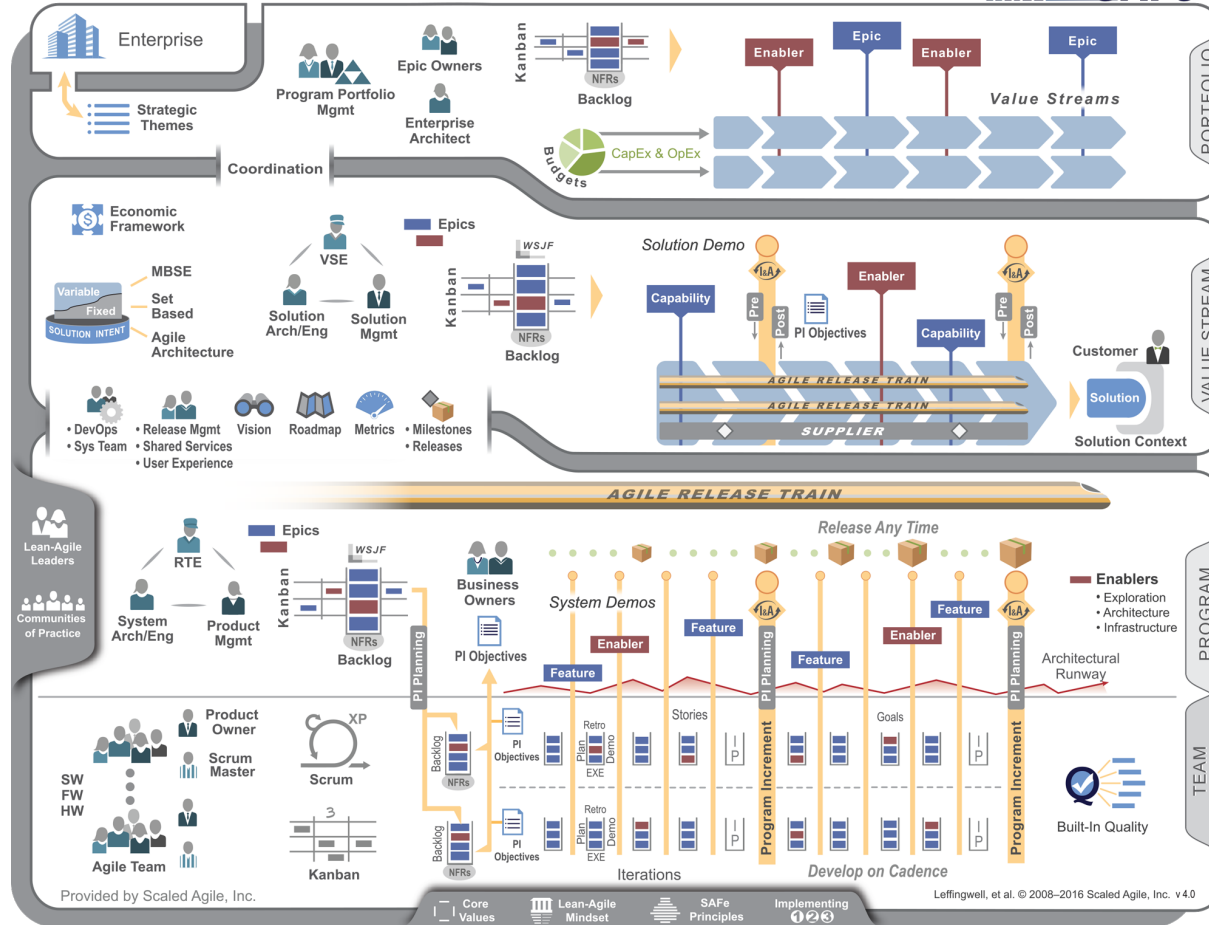 Enterprise
Strategic
Themes
Program Portfolio
Mgmt
Epic Owners
Enterprise
Architect
Kanban
NFRs
Backlog
Enabler
Epic
Enabler
Epic
Value Streams
Budgets
CapEx & OpEx
PORTFOLIO
Coordination
Economic
Framework
Variable
Fixed
SOLUTION INTENT
MBSE
Set
Based
Agile
Architecture
VSE
Solution
Arch/Eng
Solution
Mgmt
Epics
Kanban
WSJF
NFRs
Backlog
Solution Demo
I&A
I&A
Capability
Pre
Post
PI Objectives
Enabler
Capability
Pre
Post
AGILE RELEASE TRAIN
AGILE RELEASE TRAIN
SUPPLIER
Customer
Solution
Solution Context
VALUE STREAM
• DevOps
• Sys Team
• Release Mgmt
• Shared Services
• User Experience
Vision
Roadmap
Metrics
• Milestones
• Releases
AGILE RELEASE TRAIN
Lean-Agile
Leaders
Communities
of Practice
RTE
System
Arch/Eng
Product
Mgmt
Epics
Kanban
WSJF
NFRs
Backlog
PI Planning
Business
Owners
PI Objectives
Release Any Time
System Demos
Feature
Enabler
Feature
I&A
PI Planning
Feature
Enabler
Feature
I&A
PI Planning
Enablers
• Exploration
• Architecture
• Infrastructure
Architectural
Runway
PROGRAM
Product
Owner
Scrum
Master
SW
FW
HW
Agile Team
XP
Scrum
3
Kanban
Backlog
NFRs
Backlog
NFRs
PI
Objectives
PI
Objectives
Stories
Goals
Retro
Plan
Demo
EXE
I
P
I
P
Retro
Plan
Demo
EXE
I
P
I
P
Program Increment
Program Increment
Iterations
Develop on Cadence
Q
Built-In Quality
TEAM
Provided by Scaled Agile, Inc.
Leffingwell, et al. © 2008–2016 Scaled Agile, Inc. v 4.0
Core
Values
Lean-Agile
Mindset
SAFe
Principles
Implementing
1 2 3